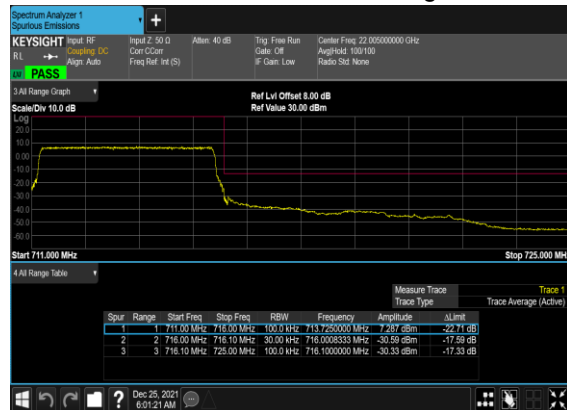 Spectrum Analyzer 1
Spurious Emissions
+
KEYSIGHT Input: RF Input Z: 50 Ω Atten: 40 dB Trig: Free Run Center Freq: 22.005000000 GHz
RL Coupling: DC Corr CCorr Gate: Off Avg|Hold: 100/100
Align: Auto Freq Ref: Int (S) IF Gain: Low Radio Std: None
PASS
3 All Range Graph Ref Lvl Offset 8.00 dB
Scale/Div 10.0 dB Ref Value 30.00 dBm
Log
20.0
10.0
0.00
-10.0
-20.0
-30.0
-40.0
-50.0
-60.0
Start 711.000 MHz Stop 725.000 MH
4 All Range Table
Measure Trace Trace 1
Trace Type Trace Average (Active)
Spur Range Start Freq Stop Freq RBW Frequency Amplitude ΔLimit
1 1 711.00 MHz 716.00 MHz 100.0 kHz 713.7250000 MHz 7.287 dBm -22.71 dB
2 2 716.00 MHz 716.10 MHz 30.00 kHz 716.0008333 MHz -30.59 dBm -17.59 dB
3 3 716.10 MHz 725.00 MHz 100.0 kHz 716.1000000 MHz -30.33 dBm -17.33 dB
? Dec 25, 2021
6:01:21 AM